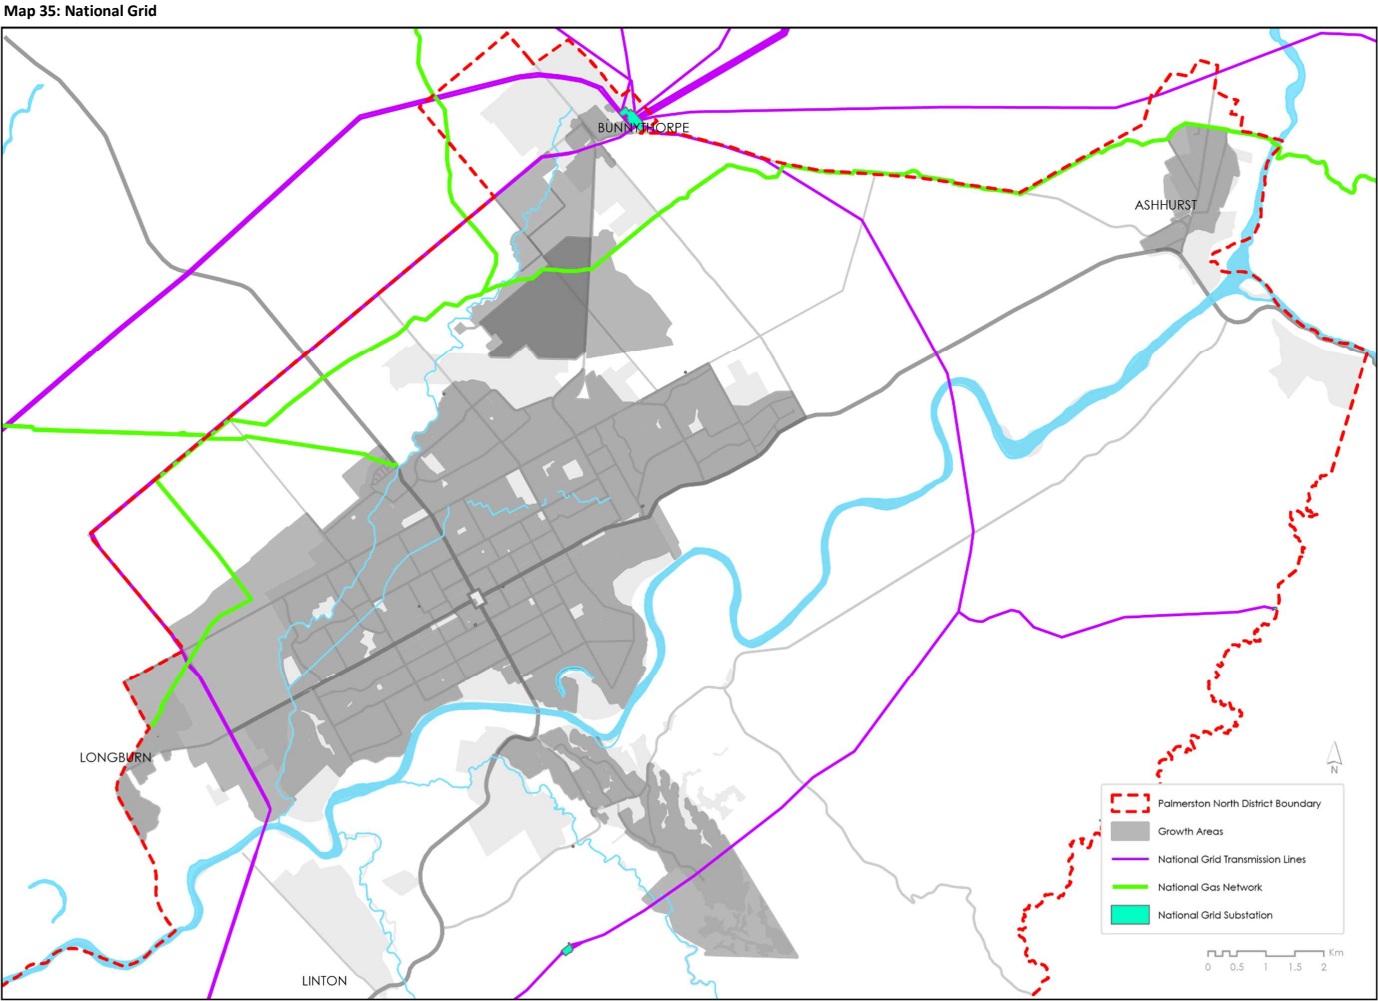 Map 35: National Grid
BUNNYTHORPE
ASHHURST
LONGBURN
LINTON
N
Palmerston North District Boundary
Growth Areas
National Grid Transmission Lines
National Gas Network
National Grid Substation
Km
0 0.5 1 1.5 2